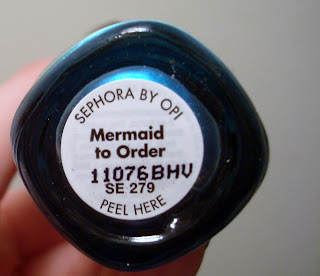 SEPHORA BY OPI
Mermaid
to Order
11076BHV
SE 279
PEEL HERE